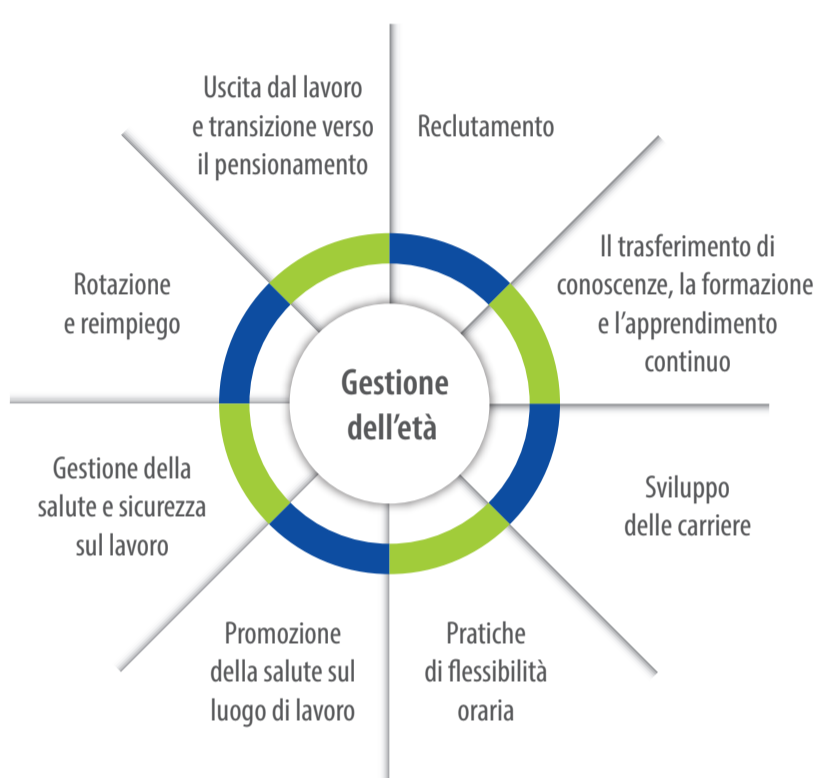 Uscita dal lavoro
e transizione verso
il pensionamento
Reclutamento
Il trasferimento di
conoscenze, la formazione
e l'apprendimento
continuo
Rotazione
e reimpiego
Gestione
dell'età
Gestione della
salute e sicurezza
sul lavoro
Sviluppo
delle carriere
Promozione
della salute sul
luogo di lavoro
Pratiche
di flessibilità
oraria